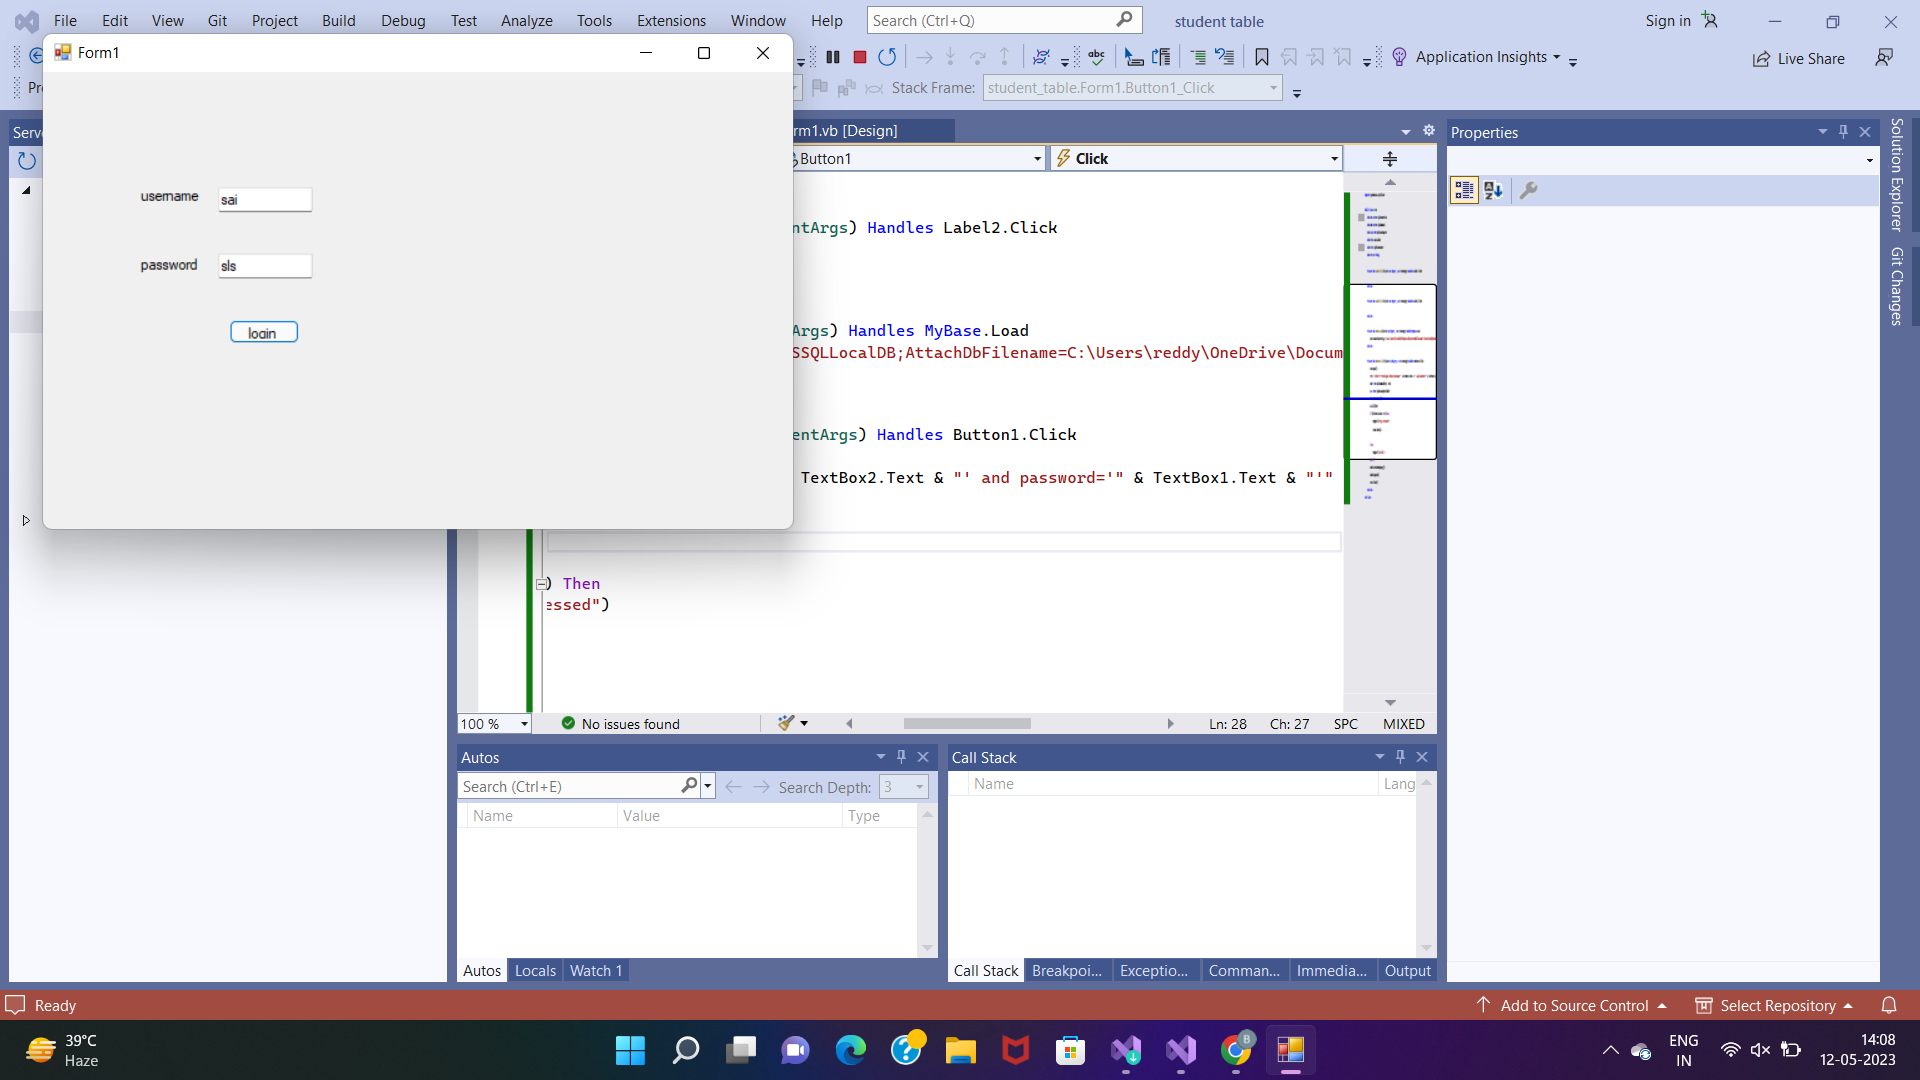 File Edit View Git Project Build Debug Test Analyze Tools Extensions Window Help Search (Ctrl+Q) student table Sign in
Form1
Application Insights Live Share
Pr Stack Frame: student_table.Form1.Button1_Click
Serv rm1.vb [Design] Properties
Button1 Click
Solution Explorer
Git Changes
username sai
ntArgs) Handles Label2.Click
password sls
login
Args) Handles MyBase.Load
SSQLLocalDB;AttachDbFilename=C:\Users\reddy\OneDrive\Docum
entArgs) Handles Button1.Click
TextBox2.Text & "' and password='" & TextBox1.Text & "'"
) Then
essed")
100 % No issues found Ln: 28 Ch: 27 SPC MIXED
Autos Call Stack
Search (Ctrl+E) Search Depth: 3
Name Lang
Name Value Type
Autos Locals Watch 1 Call Stack Breakpoi... Exceptio... Comman... Immedia... Output
Ready Add to Source Control Select Repository
39°C
Haze
ENG
IN
14:08
12-05-2023